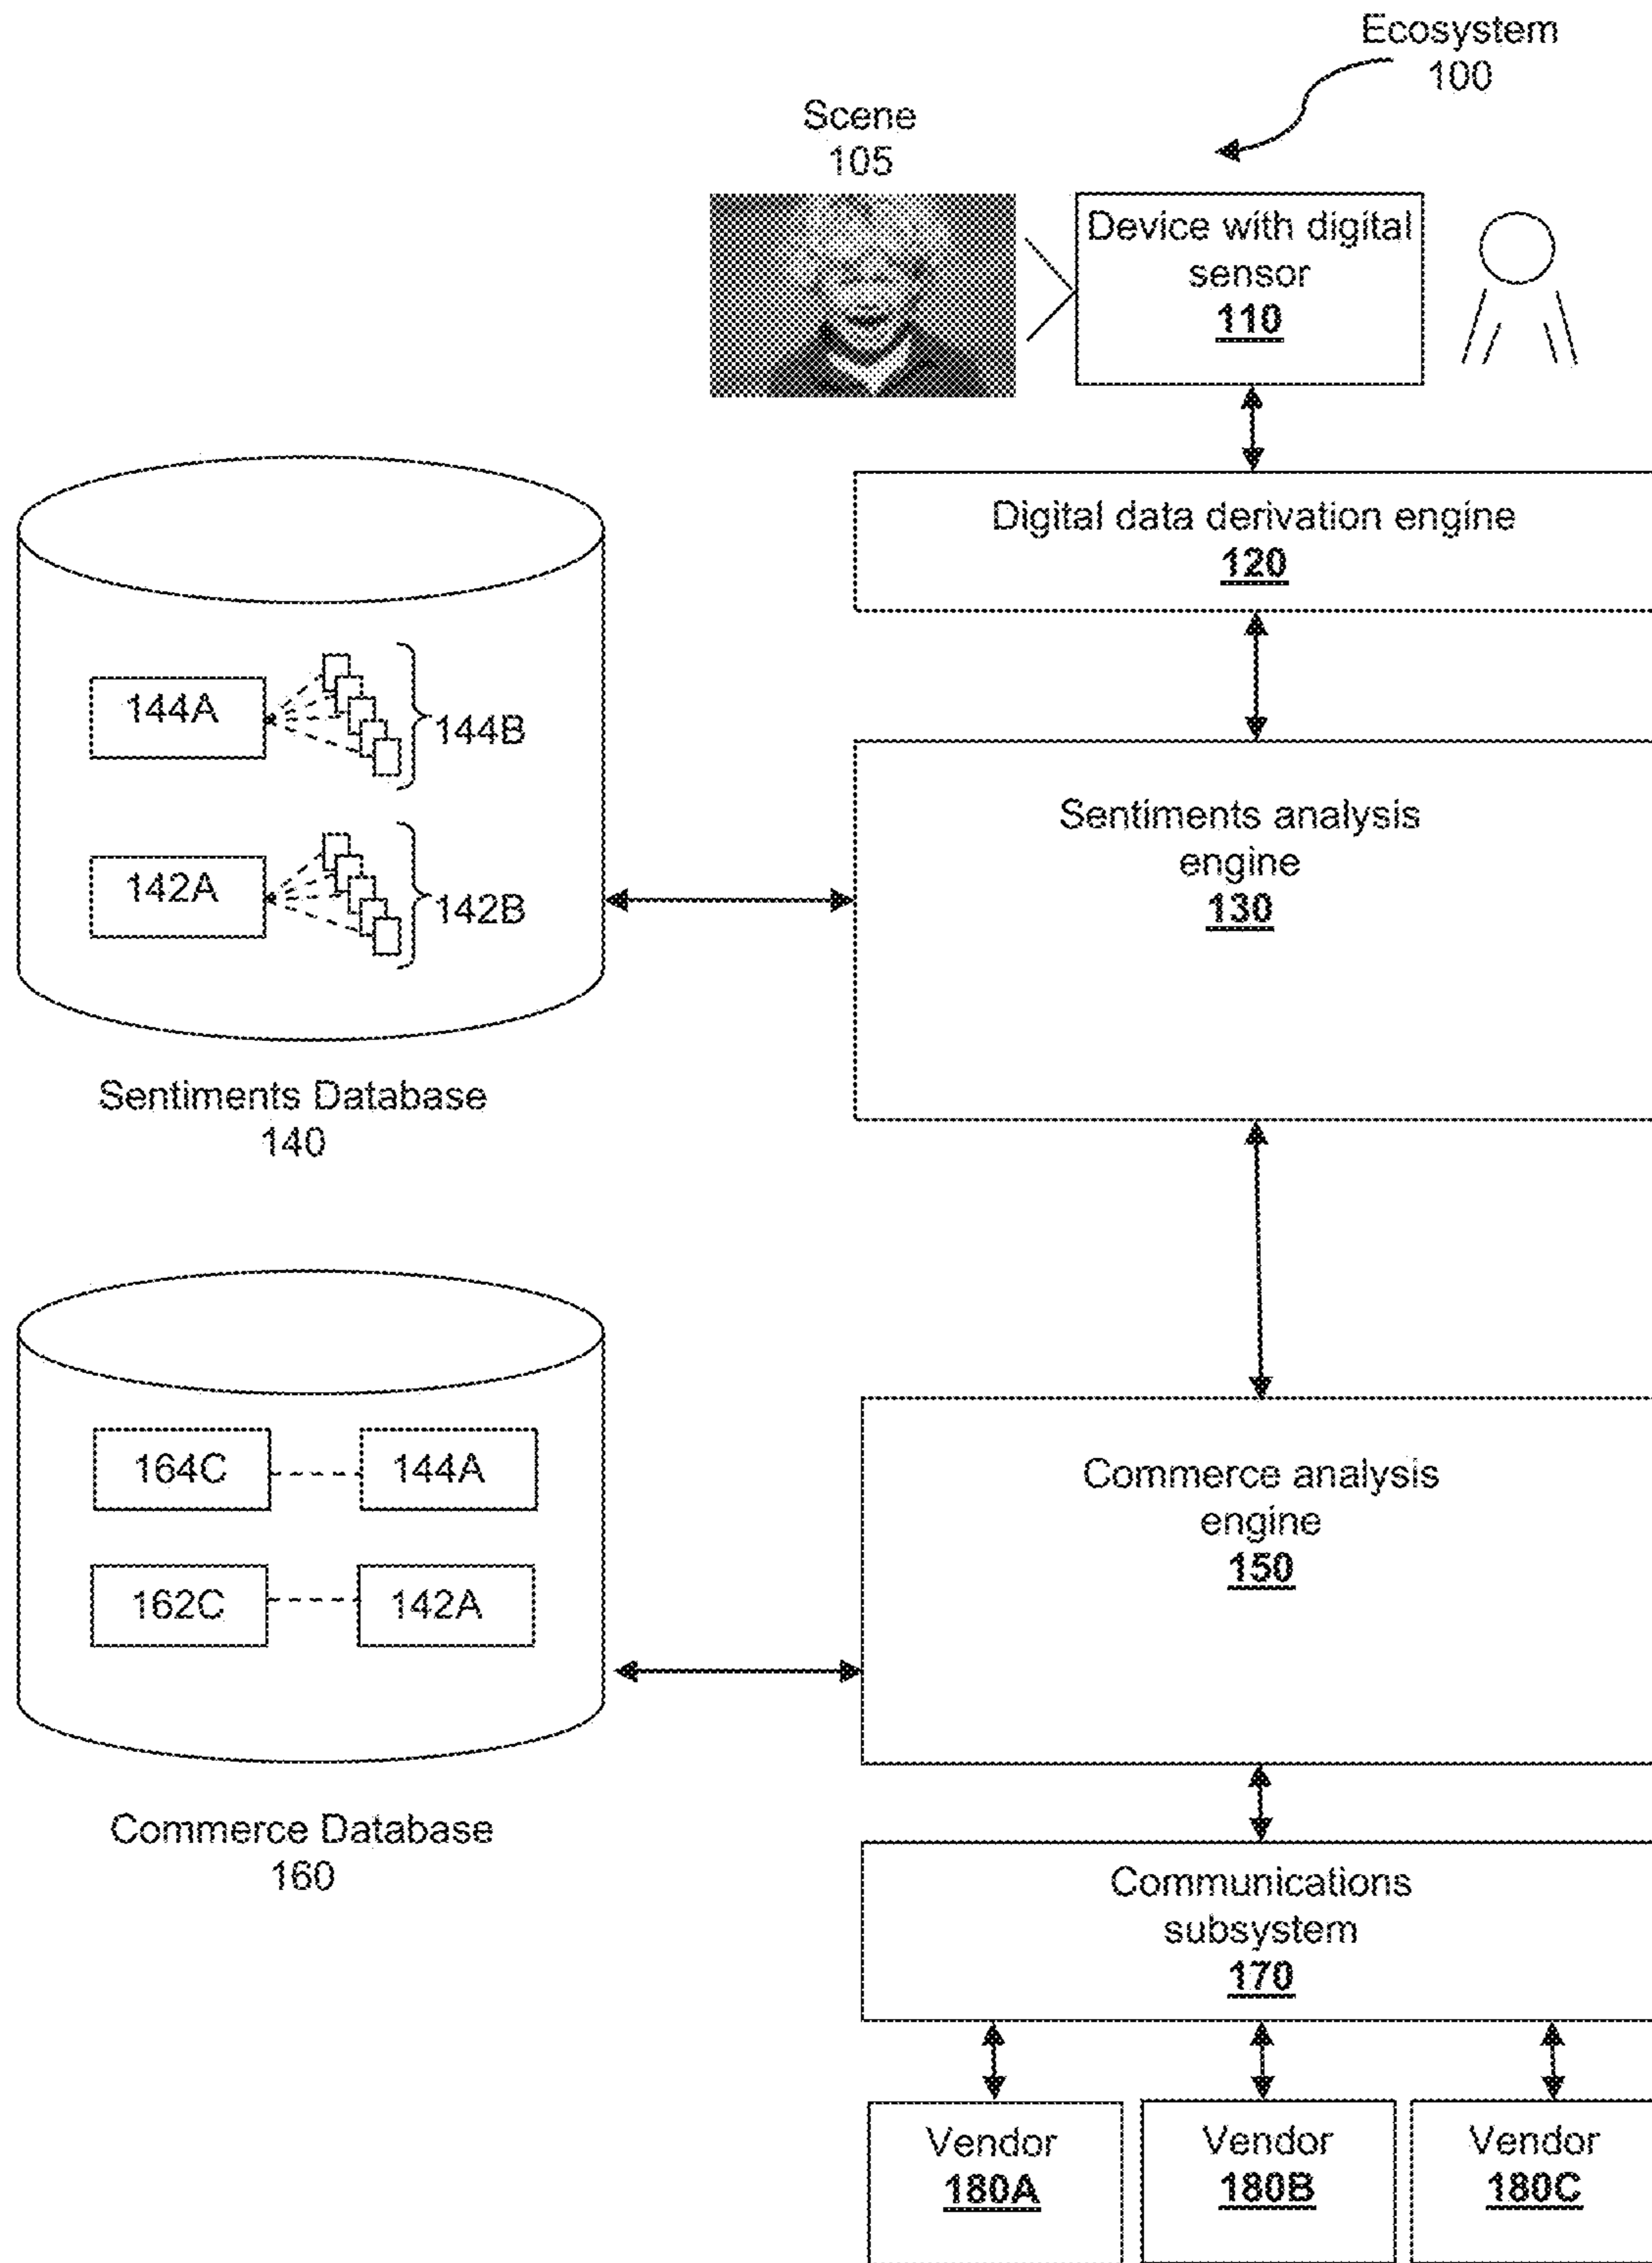 Ecosystem
100
Scene
105
Device with digital
sensor
110
Digital data derivation engine
120
144A
144B
142A
142B
Sentiments analysis
engine
130
Sentiments Database
140
164C
144A
162C
142A
Commerce analysis
engine
150
Commerce Database
160
Communications
subsystem
170
Vendor
180A
Vendor
180B
Vendor
180C